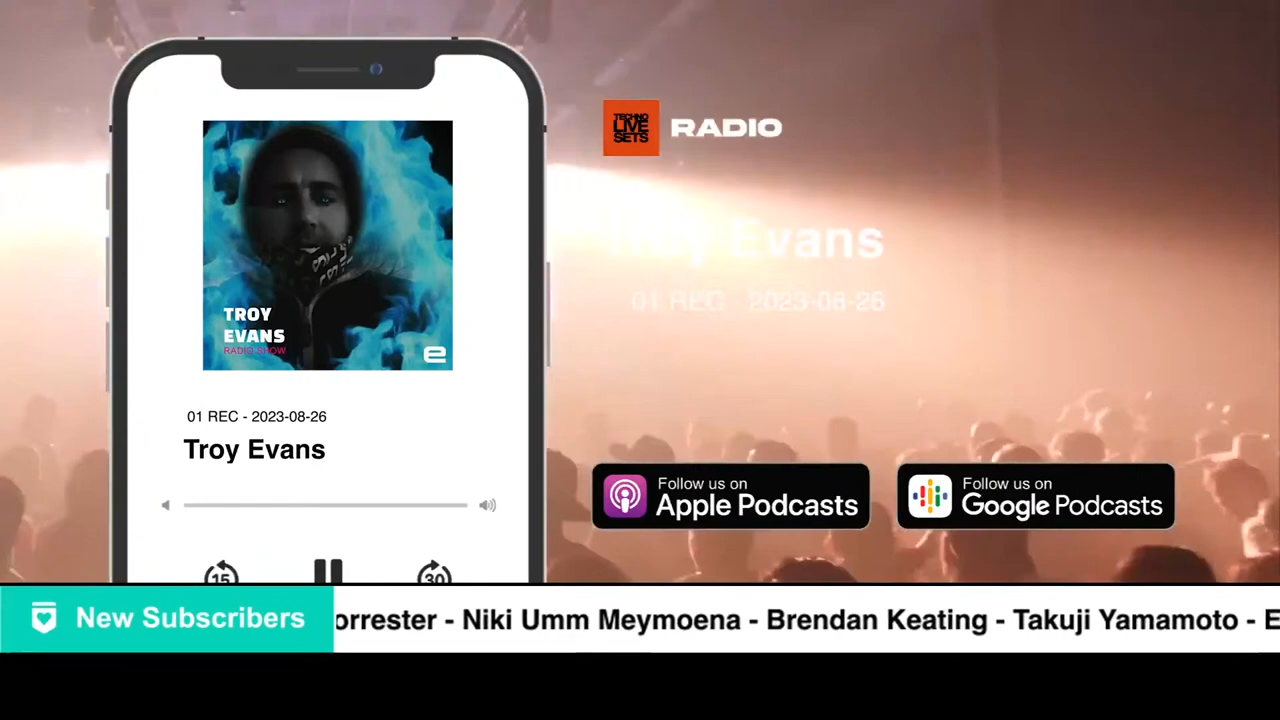 TECHNO
LIVE
SETS
RADIO
TROY
EVANS
RADIO SHOW
e
Troy Evans
01 REC - 2023-08-26
01 REC - 2023-08-26
Troy Evans
Follow us on
Apple Podcasts
Follow us on
Google Podcasts
15
30
New Subscribers
orrester - Niki Umm Meymoena - Brendan Keating - Takuji Yamamoto - E